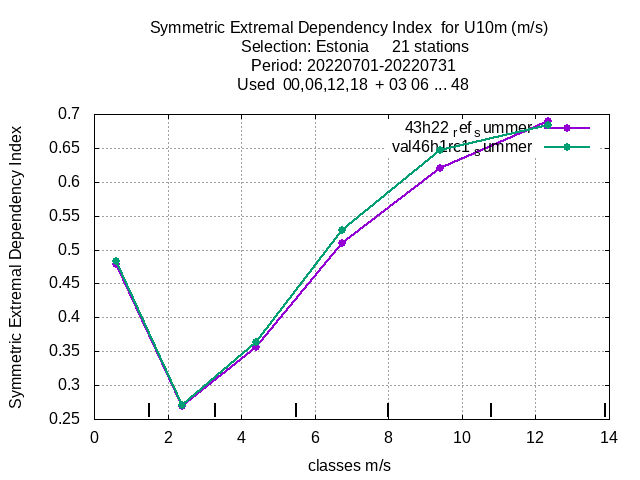 Symmetric Extremal Dependency Index  for U10m (m/s)
Selection: Estonia     21 stations
Period: 20220701-20220731
Used  00,06,12,18  + 03 06 ... 48
0.7
0.65
0.6
0.55
0.5
0.45
0.4
0.35
0.3
0.25
Symmetric Extremal Dependency Index
43h22 ref summer
val46h1rc1 summer
0 2 4 6 8 10 12 14
classes m/s